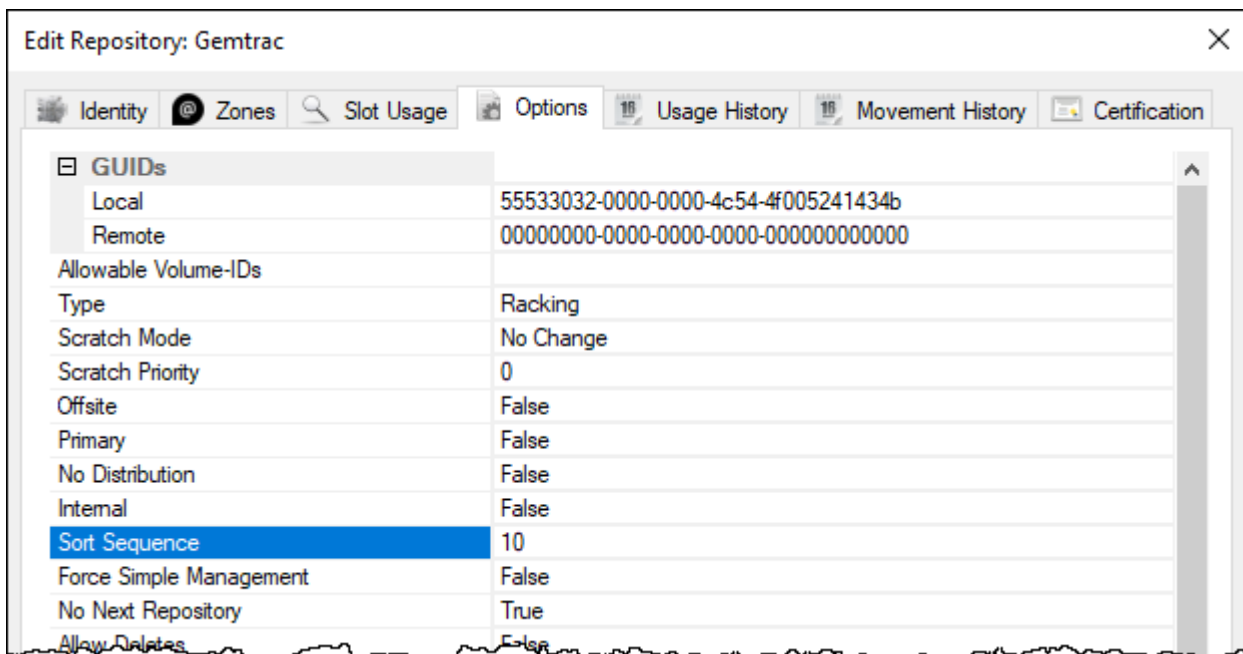 Edit Repository: Gemtrac
Identity Zones Slot Usage Options Usage History Movement History Certification
GUIDs
Local 55533032-0000-0000-4c54-4f005241434b
Remote 00000000-0000-0000-0000-000000000000
Allowable Volume-IDs
Type Racking
Scratch Mode No Change
Scratch Priority 0
Offsite False
Primary False
No Distribution False
Internal False
Sort Sequence 10
Force Simple Management False
No Next Repository True
Allow Deletes False